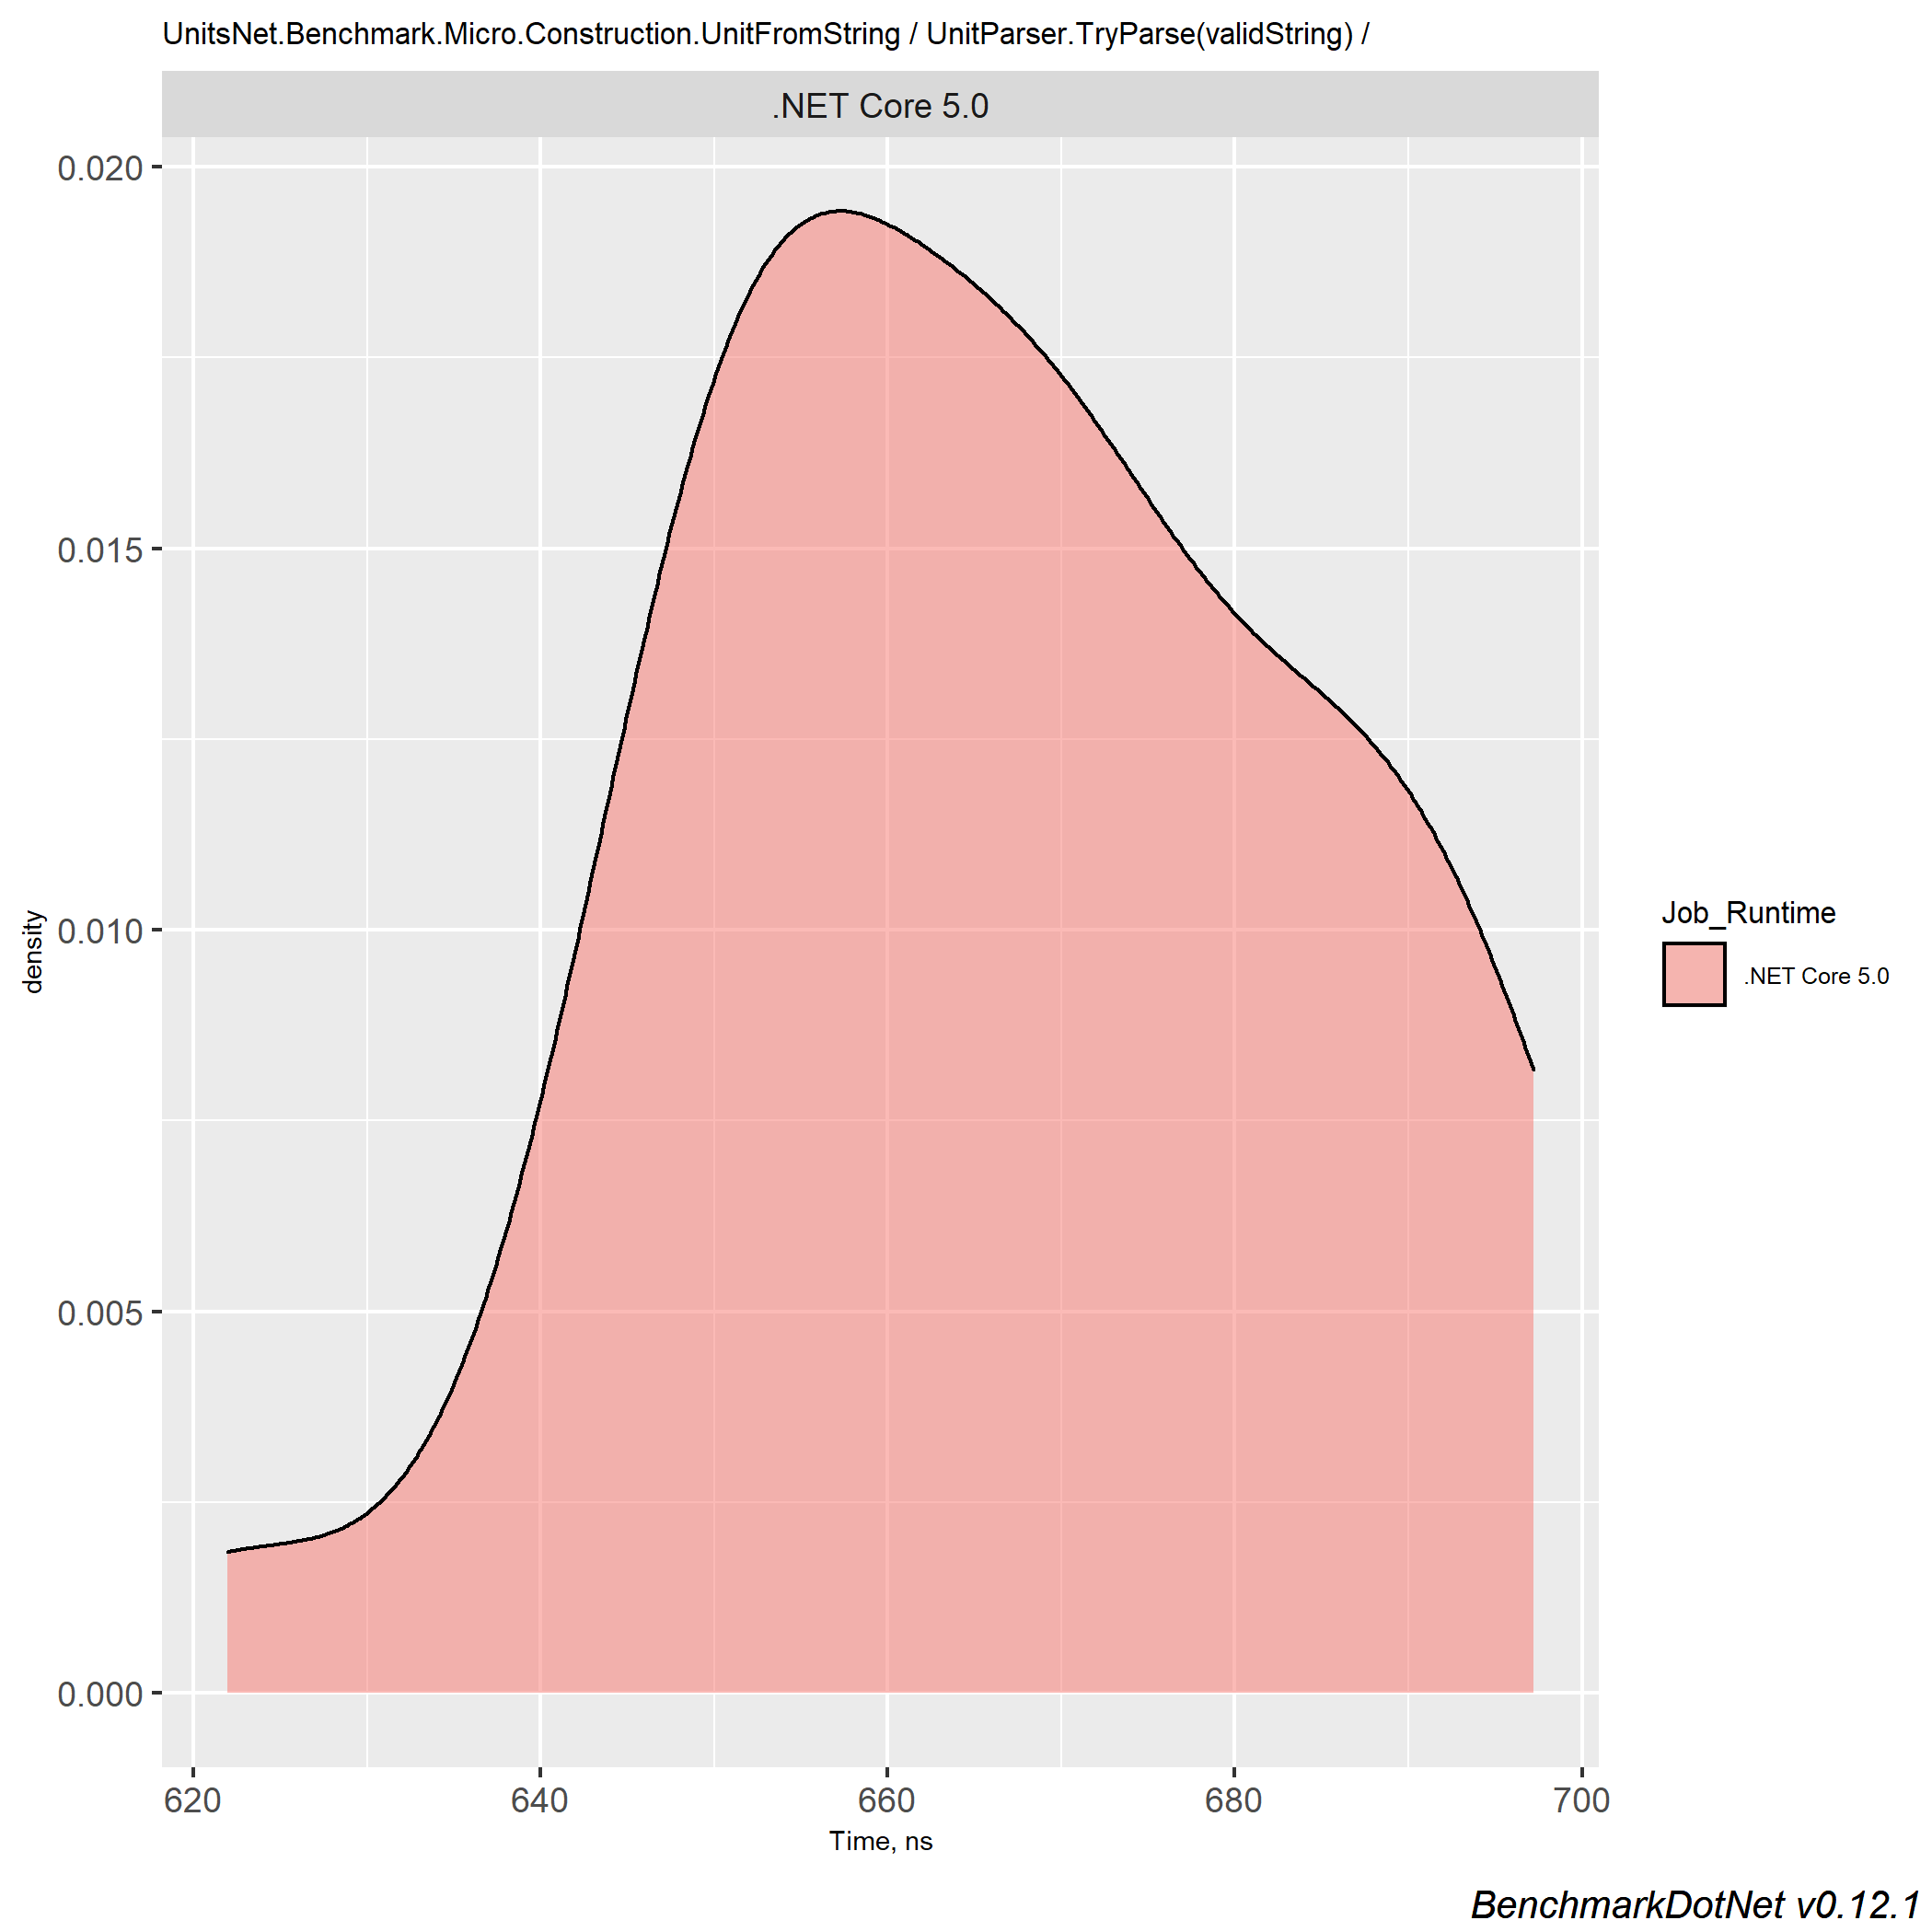 UnitsNet.Benchmark.Micro.Construction.UnitFromString / UnitParser.TryParse(validString) /
.NET Core 5.0
0.020
0.015
0.010
0.005
0.000
density
620 640 660 680 700
Time, ns
Job_Runtime
.NET Core 5.0
BenchmarkDotNet v0.12.1